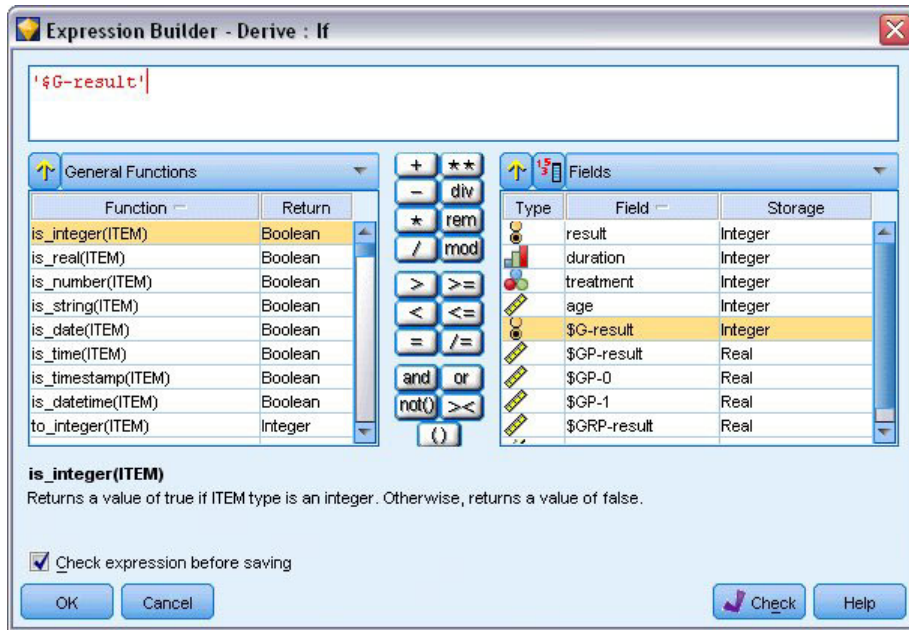 Expression Builder - Derive : If
'$G-result'
General Functions
Function Return
is_integer(ITEM) Boolean
is_real(ITEM) Boolean
is_number(ITEM) Boolean
is_string(ITEM) Boolean
is_date(ITEM) Boolean
is_time(ITEM) Boolean
is_timestamp(ITEM) Boolean
is_datetime(ITEM) Boolean
to_integer(ITEM) Integer
+ **
- div
* rem
/ mod
> >=
< <=
= /=
and or
not() ><
()
Fields
Type Field Storage
result Integer
duration Integer
treatment Integer
age Integer
$G-result Integer
$GP-result Real
$GP-0 Real
$GP-1 Real
$GRP-result Real
is_integer(ITEM)
Returns a value of true if ITEM type is an integer. Otherwise, returns a value of false.
Check expression before saving
OK Cancel Check Help